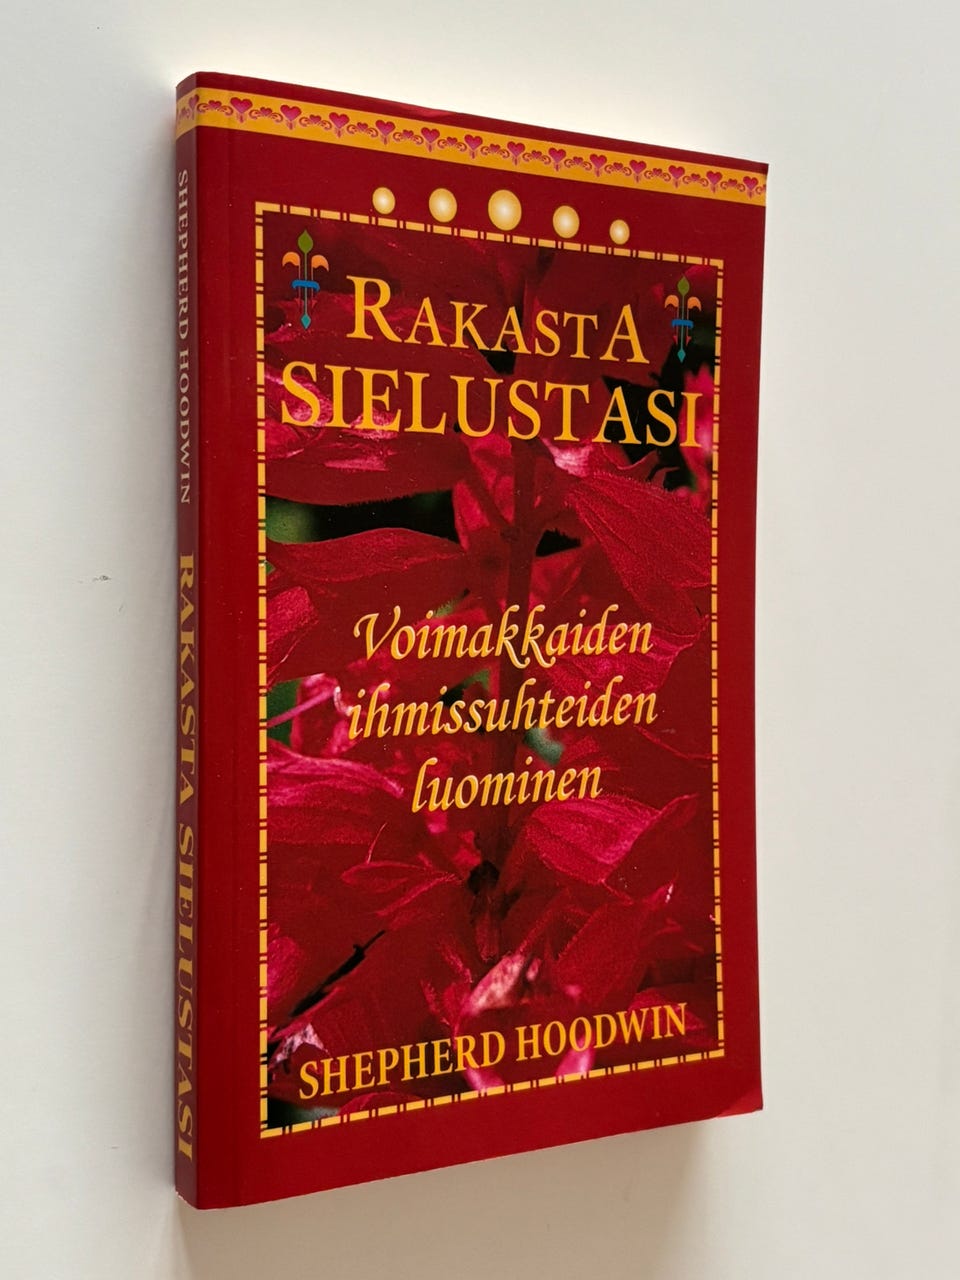 RAKASTA
SIELUSTASI
Voimakkaiden
ihmissuhteiden
luominen
SHEPHERD HOODWIN
SHEPHERD HOODWIN RAKASTA SIELUSTASI